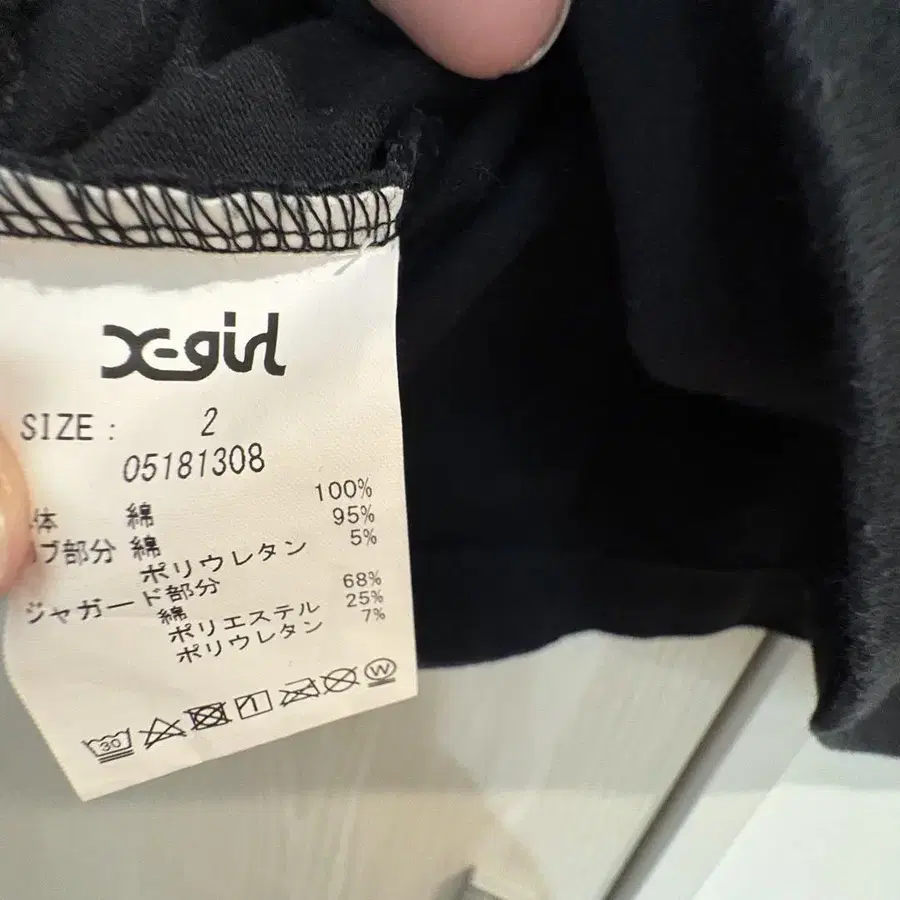 X-girl
SIZE : 2
05181308
体 綿 100%
ブ部分 綿 95%
ポリウレタン 5%
ジャガード部分
綿 68%
ポリエステル 25%
ポリウレタン 7%
30
W